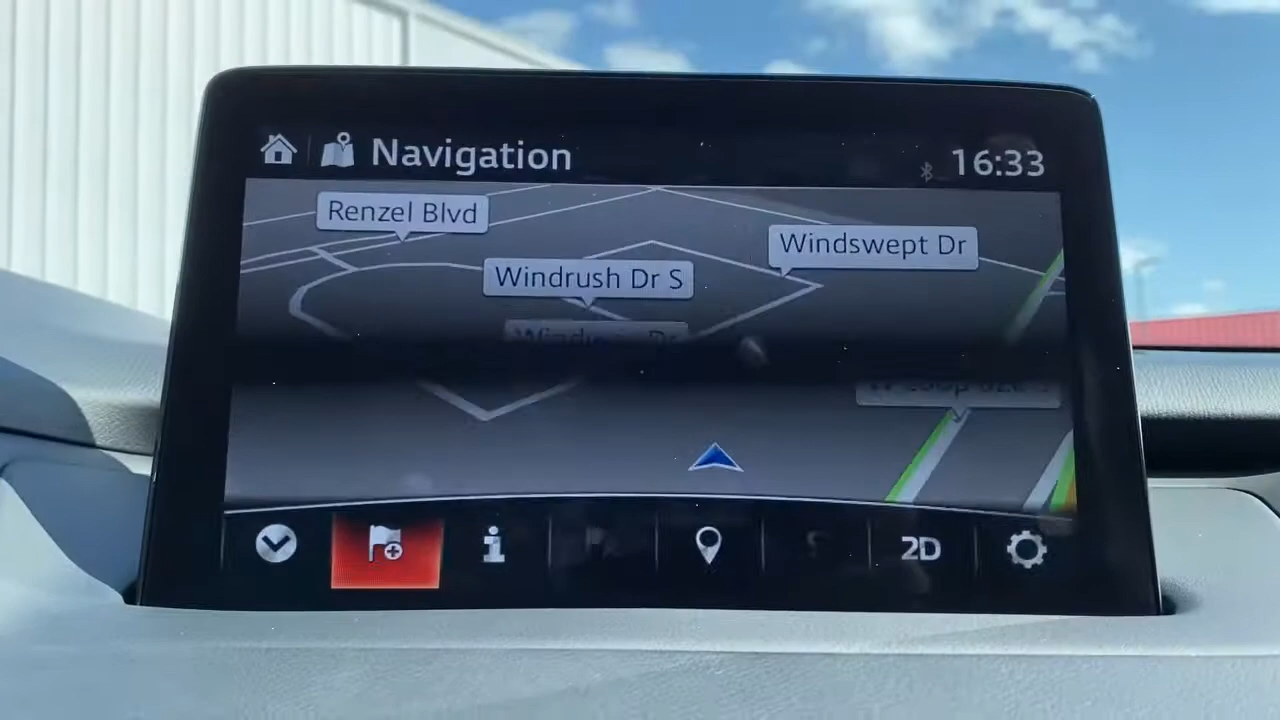 Navigation
16:33
Renzel Blvd
Windswept Dr
Windrush Dr S
2D